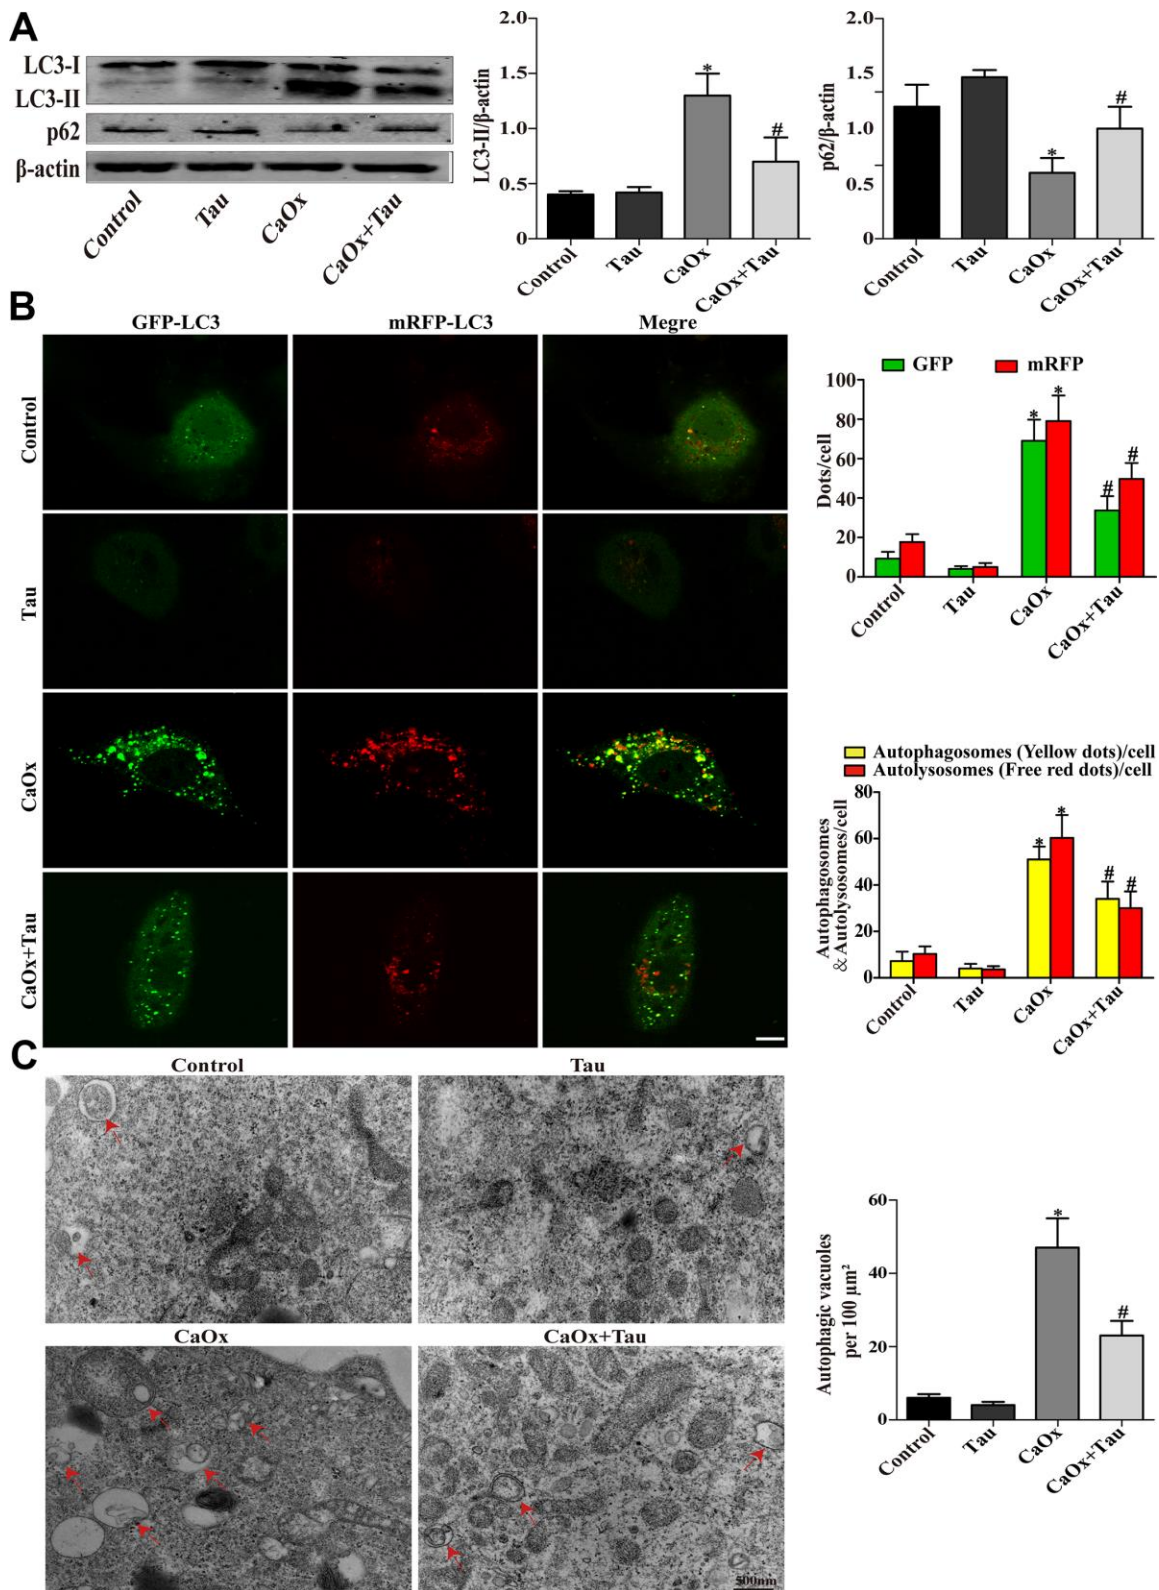 A
LC3-I
LC3-II
p62
β-actin
Control
Tau
CaOx
CaOx+Tau
LC3-II/β-actin
2.0
1.5
1.0
0.5
0
*
#
Control
Tau
CaOx
CaOx+Tau
p62/β-actin
2
1.5
1.0
0.5
0
*
#
Control
Tau
CaOx
CaOx+Tau
B
GFP-LC3
mRFP-LC3
Megre
Control
Tau
CaOx
CaOx+Tau
GFP
mRFP
Dots/cell
100
80
60
40
20
0
*
*
#
#
Control
Tau
CaOx
CaOx+Tau
Autophagosomes (Yellow dots)/cell
Autolysosomes (Free red dots)/cell
Autophagosomes
&Autolysosomes/cell
80
60
40
20
0
*
*
#
#
Control
Tau
CaOx
CaOx+Tau
C
Control
Tau
CaOx
CaOx+Tau
500nm
Autophagic vacuoles
per 100 μm²
60
40
20
0
*
#
Control
Tau
CaOx
CaOx+Tau